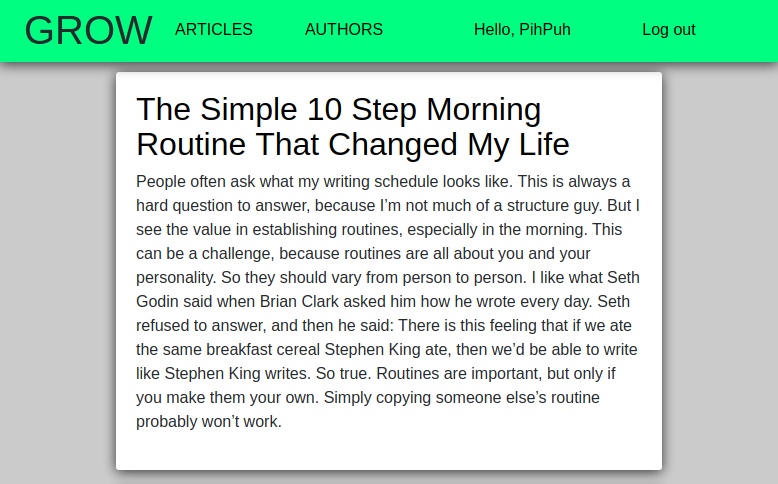 GROW ARTICLES AUTHORS Hello, PihPuh Log out
The Simple 10 Step Morning
Routine That Changed My Life
People often ask what my writing schedule looks like. This is always a
hard question to answer, because I’m not much of a structure guy. But I
see the value in establishing routines, especially in the morning. This
can be a challenge, because routines are all about you and your
personality. So they should vary from person to person. I like what Seth
Godin said when Brian Clark asked him how he wrote every day. Seth
refused to answer, and then he said: There is this feeling that if we ate
the same breakfast cereal Stephen King ate, then we’d be able to write
like Stephen King writes. So true. Routines are important, but only if
you make them your own. Simply copying someone else’s routine
probably won’t work.